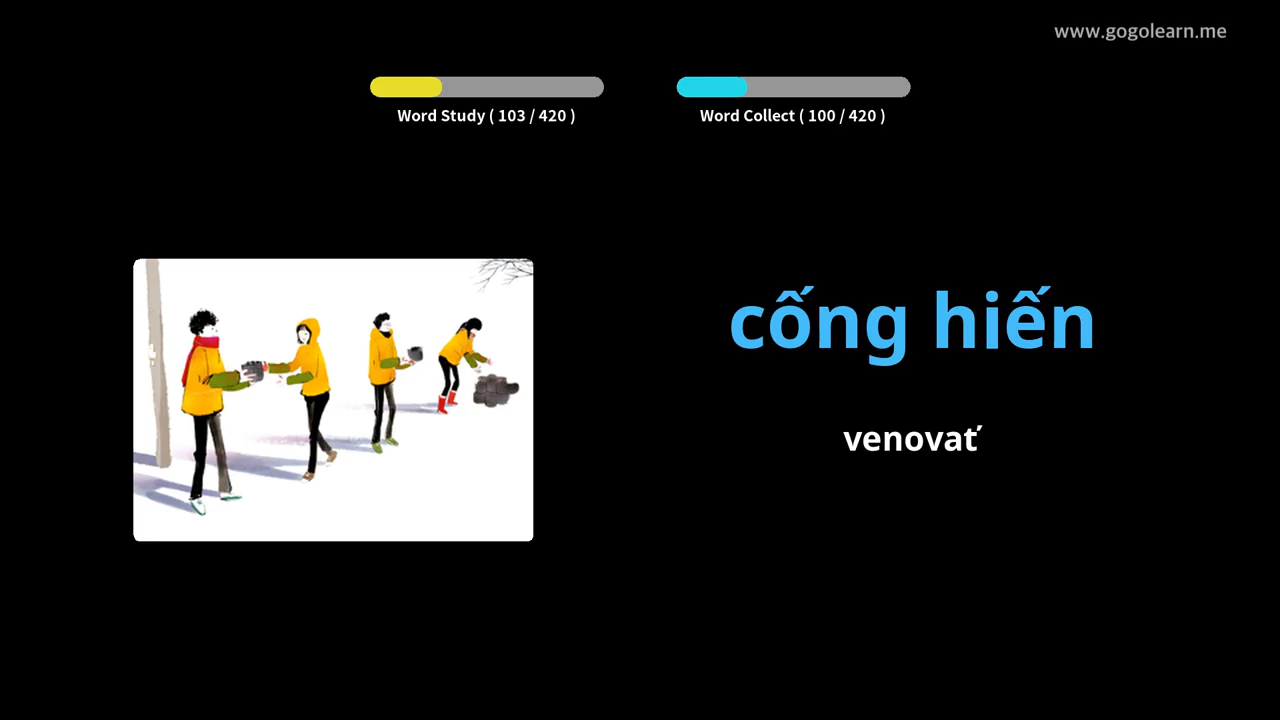 www.gogolearn.me
Word Study ( 103 / 420 )
Word Collect ( 100 / 420 )
cống hiến
venovať